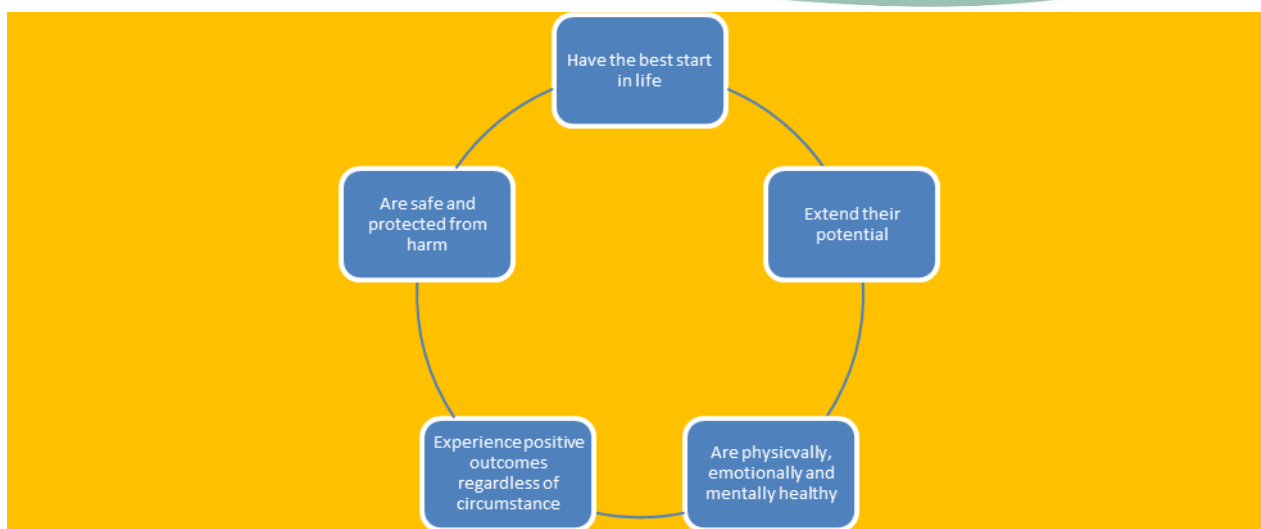 Have the best start
in life
Extend their
potential
Are physicvally,
emotionally and
mentally healthy
Experience positive
outcomes
regardless of
circumstance
Are safe and
protected from
harm